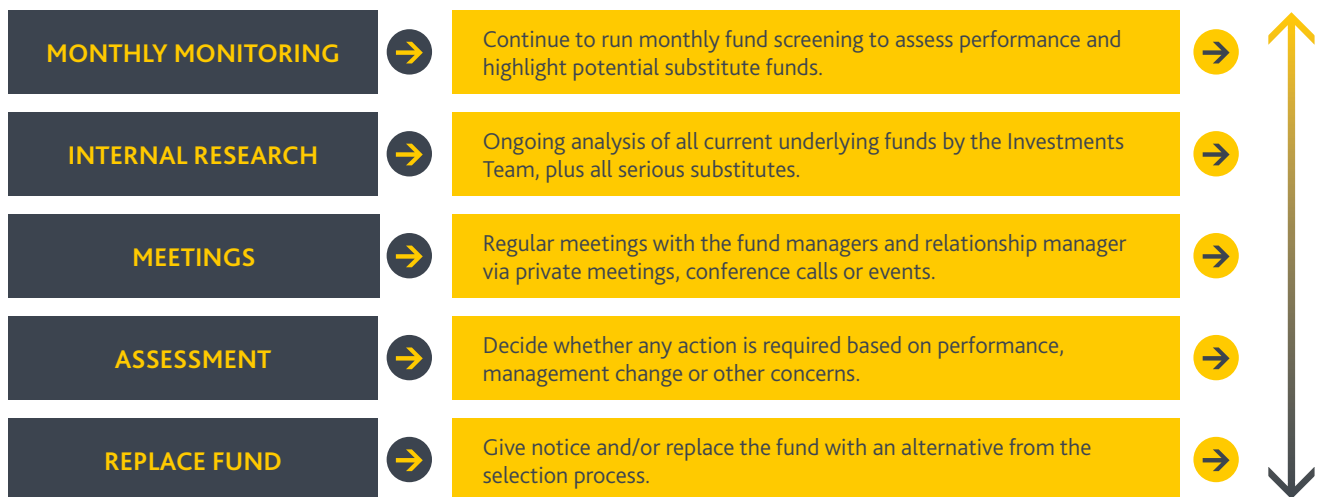 MONTHLY MONITORING
Continue to run monthly fund screening to assess performance and
highlight potential substitute funds.
INTERNAL RESEARCH
Ongoing analysis of all current underlying funds by the Investments
Team, plus all serious substitutes.
MEETINGS
Regular meetings with the fund managers and relationship manager
via private meetings, conference calls or events.
ASSESSMENT
Decide whether any action is required based on performance,
management change or other concerns.
REPLACE FUND
Give notice and/or replace the fund with an alternative from the
selection process.